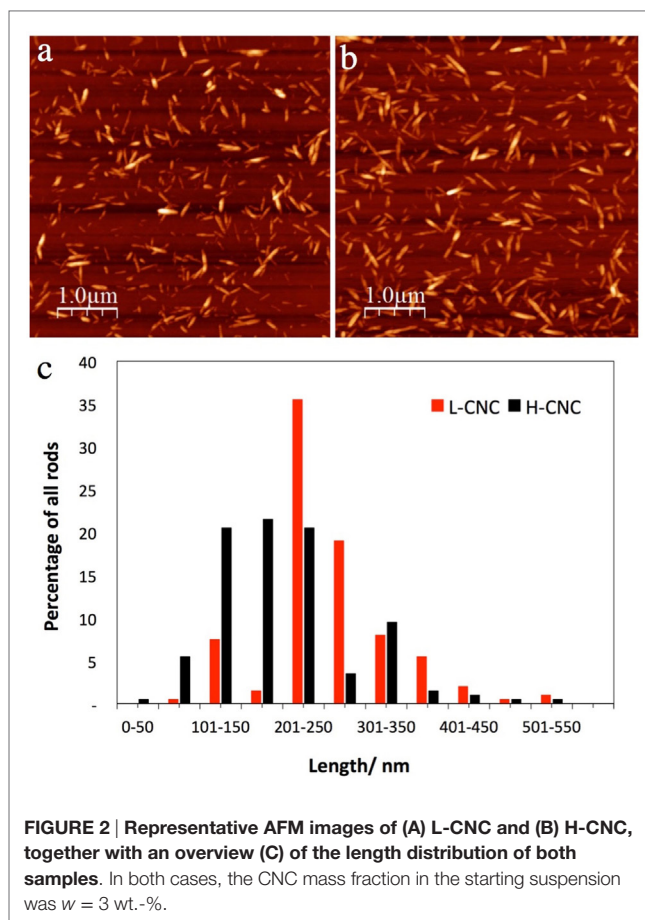 a
b
1.0μm
1.0μm
c
40
35
30
25
20
15
10
5
-
Percentage of all rods
L-CNC
H-CNC
0-50
101-150
201-250
301-350
401-450
501-550
Length/ nm
FIGURE 2 | Representative AFM images of (A) L-CNC and (B) H-CNC,
together with an overview (C) of the length distribution of both
samples. In both cases, the CNC mass fraction in the starting suspension
was w = 3 wt.-%.